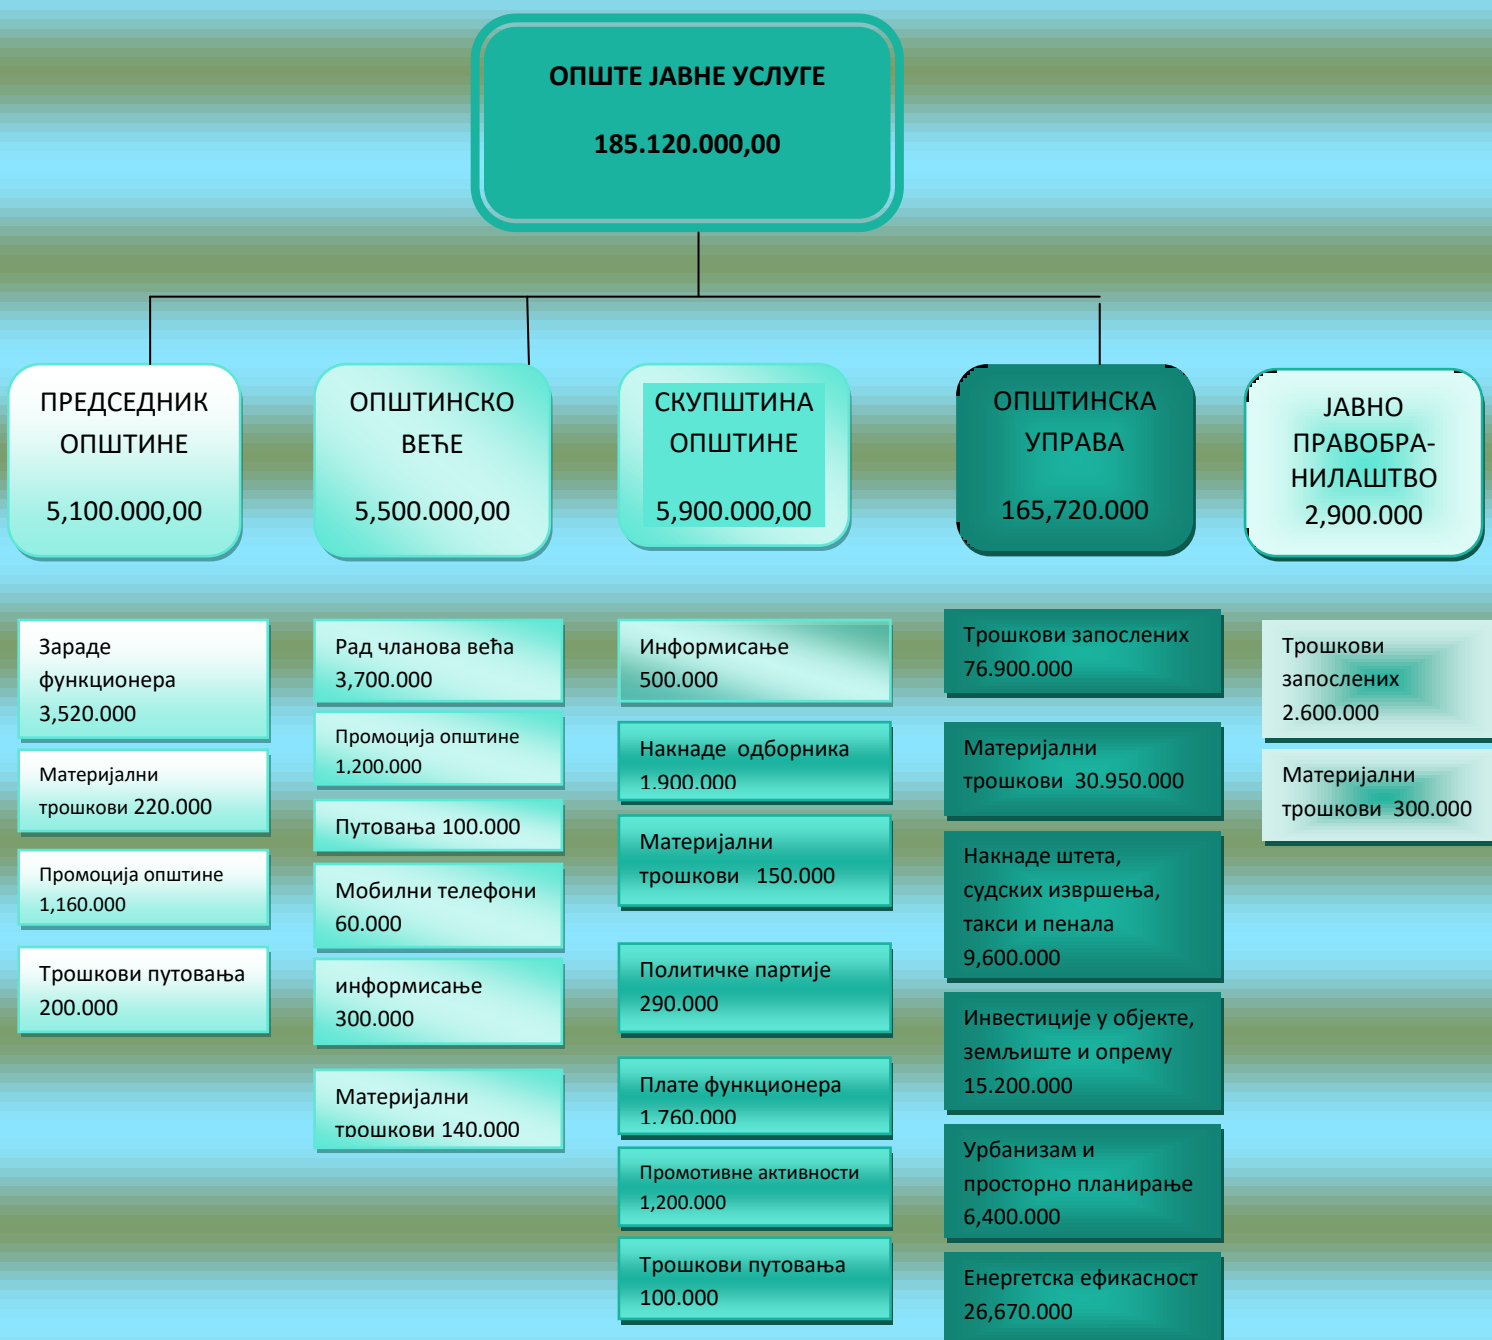 ОПШТЕ ЈАВНЕ УСЛУГЕ
185.120.000,00
ПРЕДСЕДНИК
ОПШТИНЕ
5,100.000,00
ОПШТИНСКО
ВЕЋЕ
5,500.000,00
СКУПШТИНА
ОПШТИНЕ
5,900.000,00
ОПШТИНСКА
УПРАВА
165,720.000
ЈАВНО
ПРАВОБРА-
НИЛАШТВО
2,900.000
Зараде
функционера
3,520.000
Материјални
трошкови 220.000
Промоција општине
1,160.000
Трошкови путовања
200.000
Рад чланова већа
3,700.000
Промоција општине
1,200.000
Путовања 100.000
Мобилни телефони
60.000
информисање
300.000
Материјални
трошкови 140.000
Информисање
500.000
Накнаде одборника
1.900.000
Материјални
трошкови 150.000
Политичке партије
290.000
Плате функционера
1.760.000
Промотивне активности
1,200.000
Трошкови путовања
100.000
Трошкови запослених
76.900.000
Материјални
трошкови 30.950.000
Накнаде штета,
судских извршења,
такси и пенала
9,600.000
Инвестиције у објекте,
земљиште и опрему
15.200.000
Урбанизам и
просторно планирање
6,400.000
Енергетска ефикасност
26,670.000
Трошкови
запослених
2.600.000
Материјални
трошкови 300.000